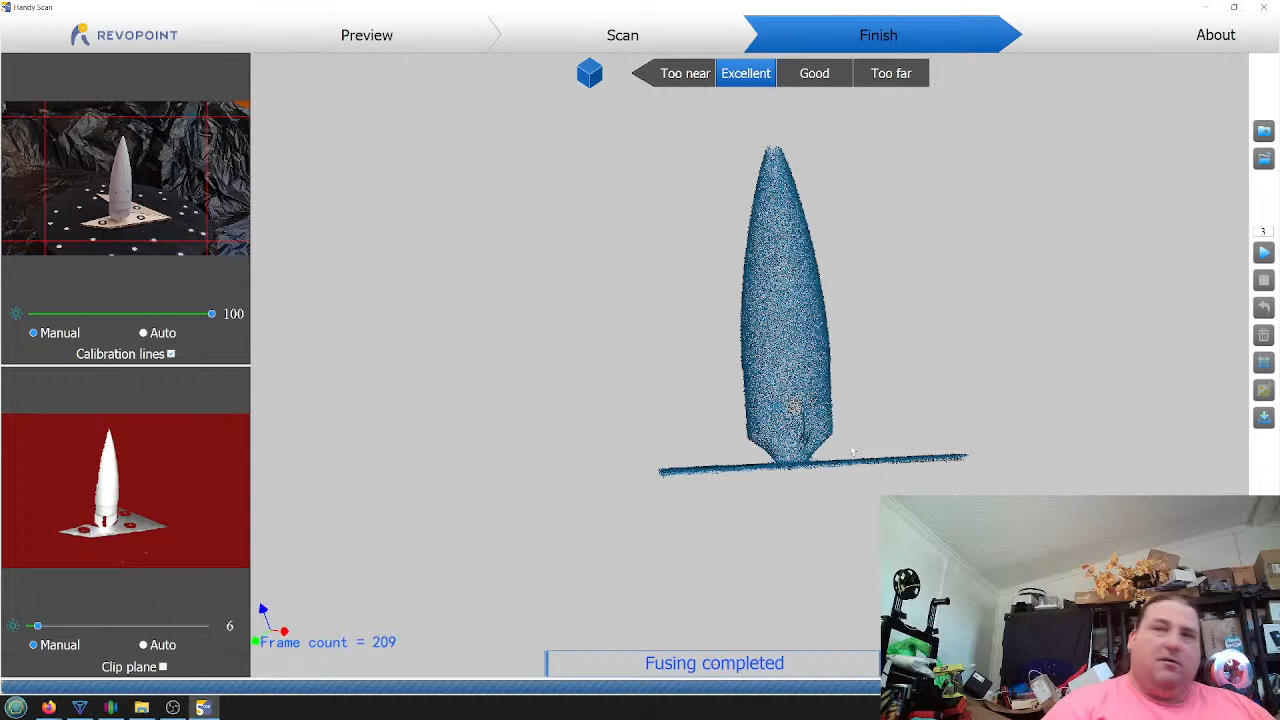 Handy Scan
REVOPOINT
Preview
Scan
Finish
About
Too near
Excellent
Good
Too far
3
100
Manual
Auto
Calibration lines
6
Manual
Auto
Clip plane
Frame count = 209
Fusing completed